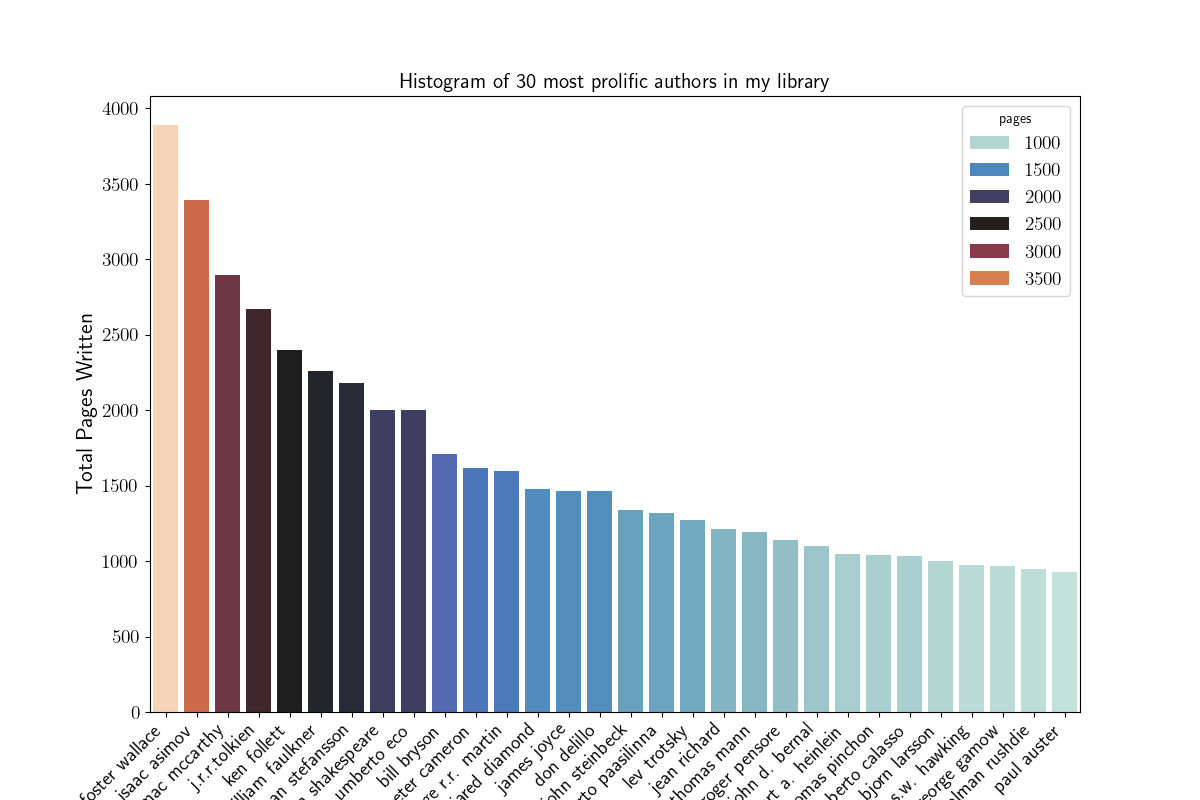 Histogram of 30 most prolific authors in my library
Total Pages Written
4000
3500
3000
2500
2000
1500
1000
500
0
pages
1000
1500
2000
2500
3000
3500
foster wallace
isaac asimov
mac mccarthy
j.r.r.tolkien
ken follett
lliam faulkner
an stefansson
n shakespeare
umberto eco
bill bryson
eter cameron
ge r.r. martin
ared diamond
james joyce
don delillo
john steinbeck
rto paasilinna
lev trotsky
jean richard
thomas mann
roger pensore
ohn d. bernal
rt a. heinlein
omas pinchon
berto calasso
bjorn larsson
s.w. hawking
eorge gamow
lman rushdie
paul auster